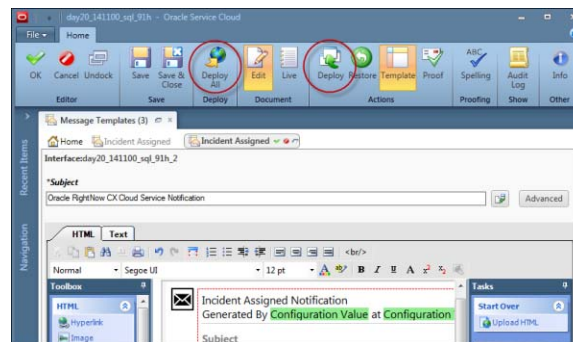 day20_141100_sql_91h - Oracle Service Cloud
File Home
OK Cancel Undock Save Save & Close Deploy All Edit Live Deploy Restore Template Proof Spelling Audit Log Info
Editor Save Deploy Document Actions Proofing Show Other
Message Templates (3)
Home Incident Assigned Incident Assigned
Interface:day20_141100_sql_91h_2
*Subject
Oracle RightNow CX Cloud Service Notification
Advanced
HTML Text
<br/>
Normal Segoe UI 12 pt A ab B I U A x² x₂
Toolbox
HTML
Hyperlink
Image
Incident Assigned Notification
Generated By Configuration Value at Configuration
Subject
Tasks
Start Over
Upload HTML
Recent Items
Navigation